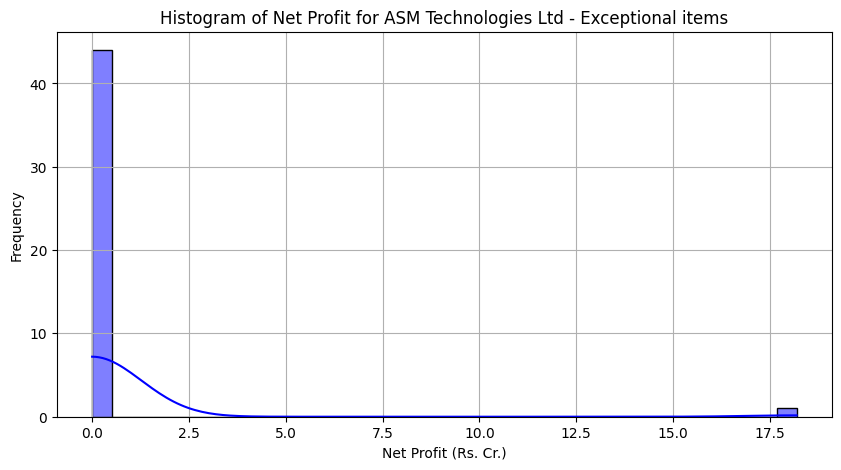 Histogram of Net Profit for ASM Technologies Ltd - Exceptional items
40
30
20
10
0
Frequency
0.0 2.5 5.0 7.5 10.0 12.5 15.0 17.5
Net Profit (Rs. Cr.)